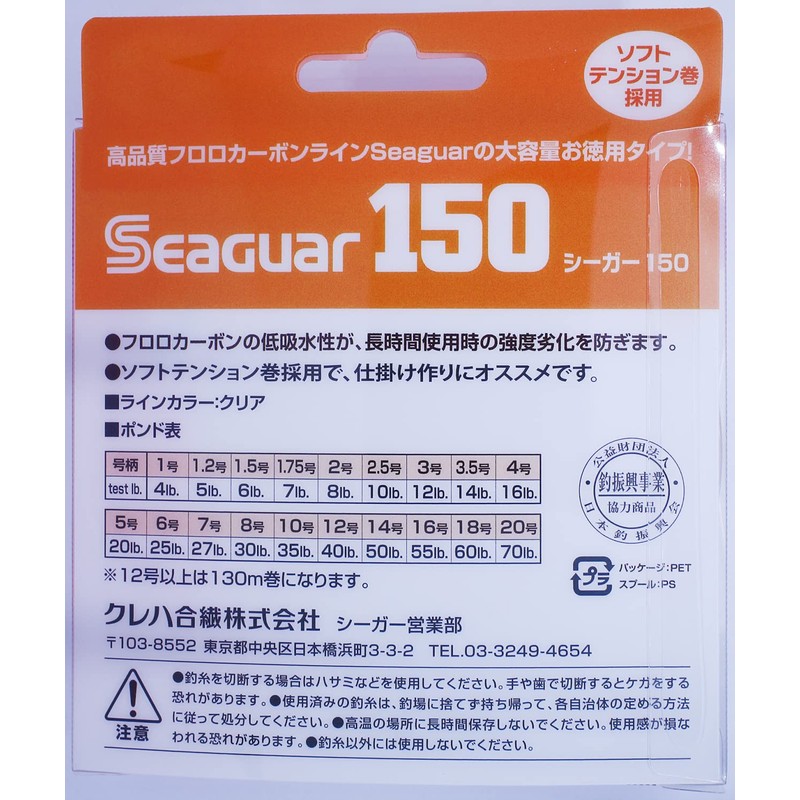 ソフト
テンション巻
採用
高品質フロロカーボンラインSeaguarの大容量お徳用タイプ!
Seaguar 150 シーガー150
●フロロカーボンの低吸水性が、長時間使用時の強度劣化を防ぎます。
●ソフトテンション巻採用で、仕掛け作りにオススメです。
■ラインカラー:クリア
■ポンド表
号柄 1号 1.2号 1.5号 1.75号 2号 2.5号 3号 3.5号 4号
test lb. 4lb. 5lb. 6lb. 7lb. 8lb. 10lb. 12lb. 14lb. 16lb.
5号 6号 7号 8号 10号 12号 14号 16号 18号 20号
20lb. 25lb. 27lb. 30lb. 35lb. 40lb. 50lb. 55lb. 60lb. 70lb.
※12号以上は130m巻になります。
公益財団法人
釣振興事業
協力商品
日本釣振興会
プラ
パッケージ:PET
スプール:PS
クレハ合繊株式会社 シーガー営業部
〒103-8552 東京都中央区日本橋浜町3-3-2 TEL.03-3249-4654
注意
●釣糸を切断する場合はハサミなどを使用してください。手や歯で切断するとケガをする
恐れがあります。●使用済みの釣糸は、釣場に捨てず持ち帰って、各自治体の定める方法
に従って処分してください。●高温の場所に長時間保存しないでください。使用感が損な
われる恐れがあります。●釣糸以外には使用しないでください。